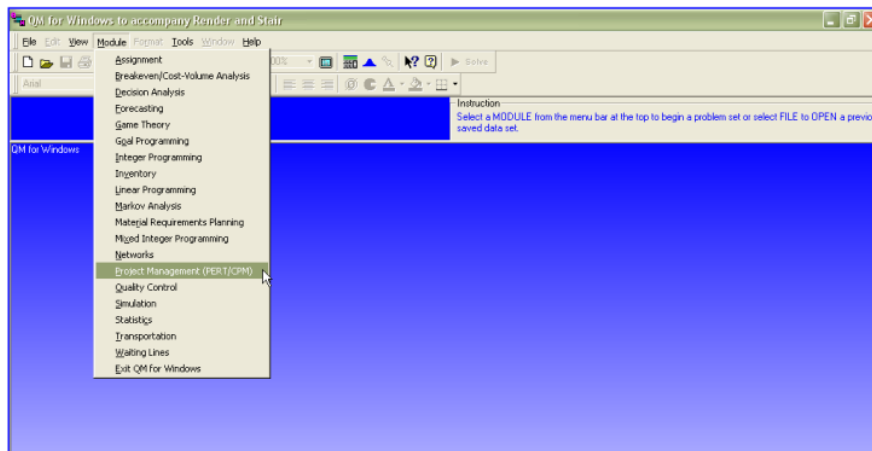 QM for Windows to accompany Render and Stair
File Edit View Module Format Tools Window Help
Solve
Arial
Instruction
Select a MODULE from the menu bar at the top to begin a problem set or select FILE to OPEN a previo
saved data set.
QM for Windows
Assignment
Breakeven/Cost-Volume Analysis
Decision Analysis
Forecasting
Game Theory
Goal Programming
Integer Programming
Inventory
Linear Programming
Markov Analysis
Material Requirements Planning
Mixed Integer Programming
Networks
Project Management (PERT/CPM)
Quality Control
Simulation
Statistics
Transportation
Waiting Lines
Exit QM for Windows